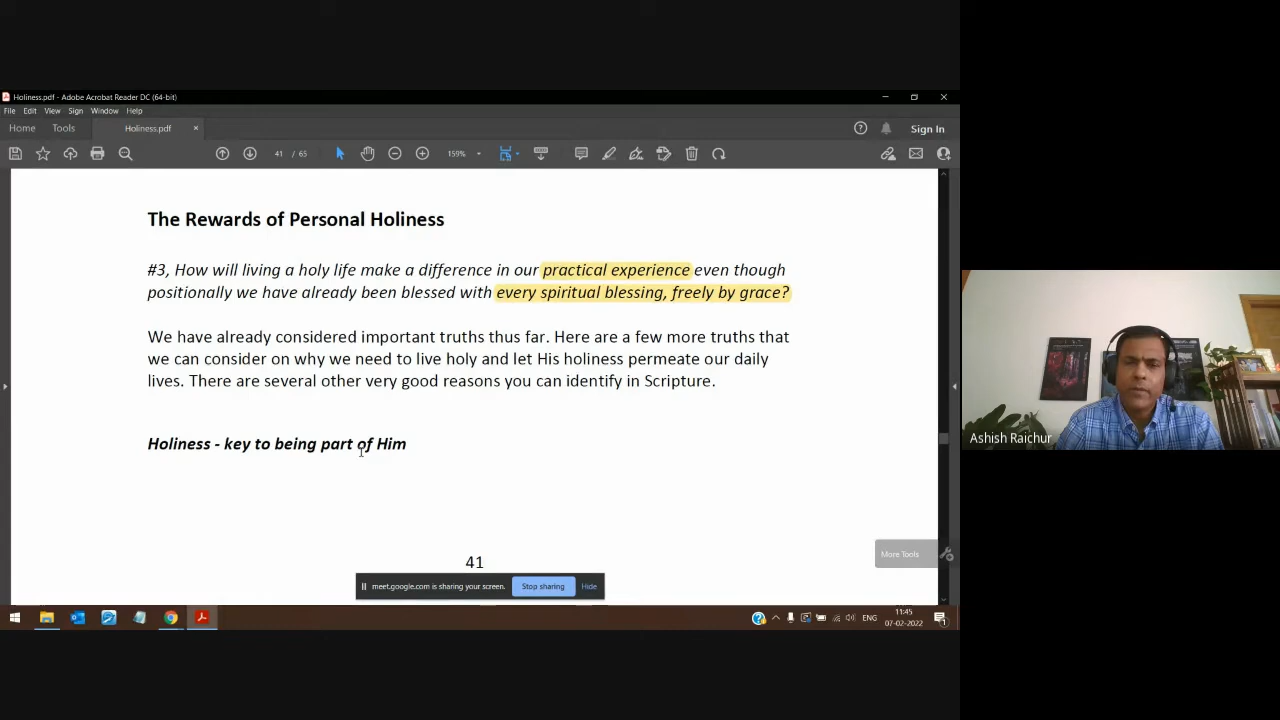 Holiness.pdf - Adobe Acrobat Reader DC (64-bit)
File Edit View Sign Window Help
Home Tools Holiness.pdf × Sign In
41 / 65 159%
The Rewards of Personal Holiness
#3, How will living a holy life make a difference in our practical experience even though
positionally we have already been blessed with every spiritual blessing, freely by grace?
We have already considered important truths thus far. Here are a few more truths that
we can consider on why we need to live holy and let His holiness permeate our daily
lives. There are several other very good reasons you can identify in Scripture.
Holiness - key to being part of Him
Ashish Raichur
More Tools
41
meet.google.com is sharing your screen. Stop sharing Hide
ENG 11:45
07-02-2022